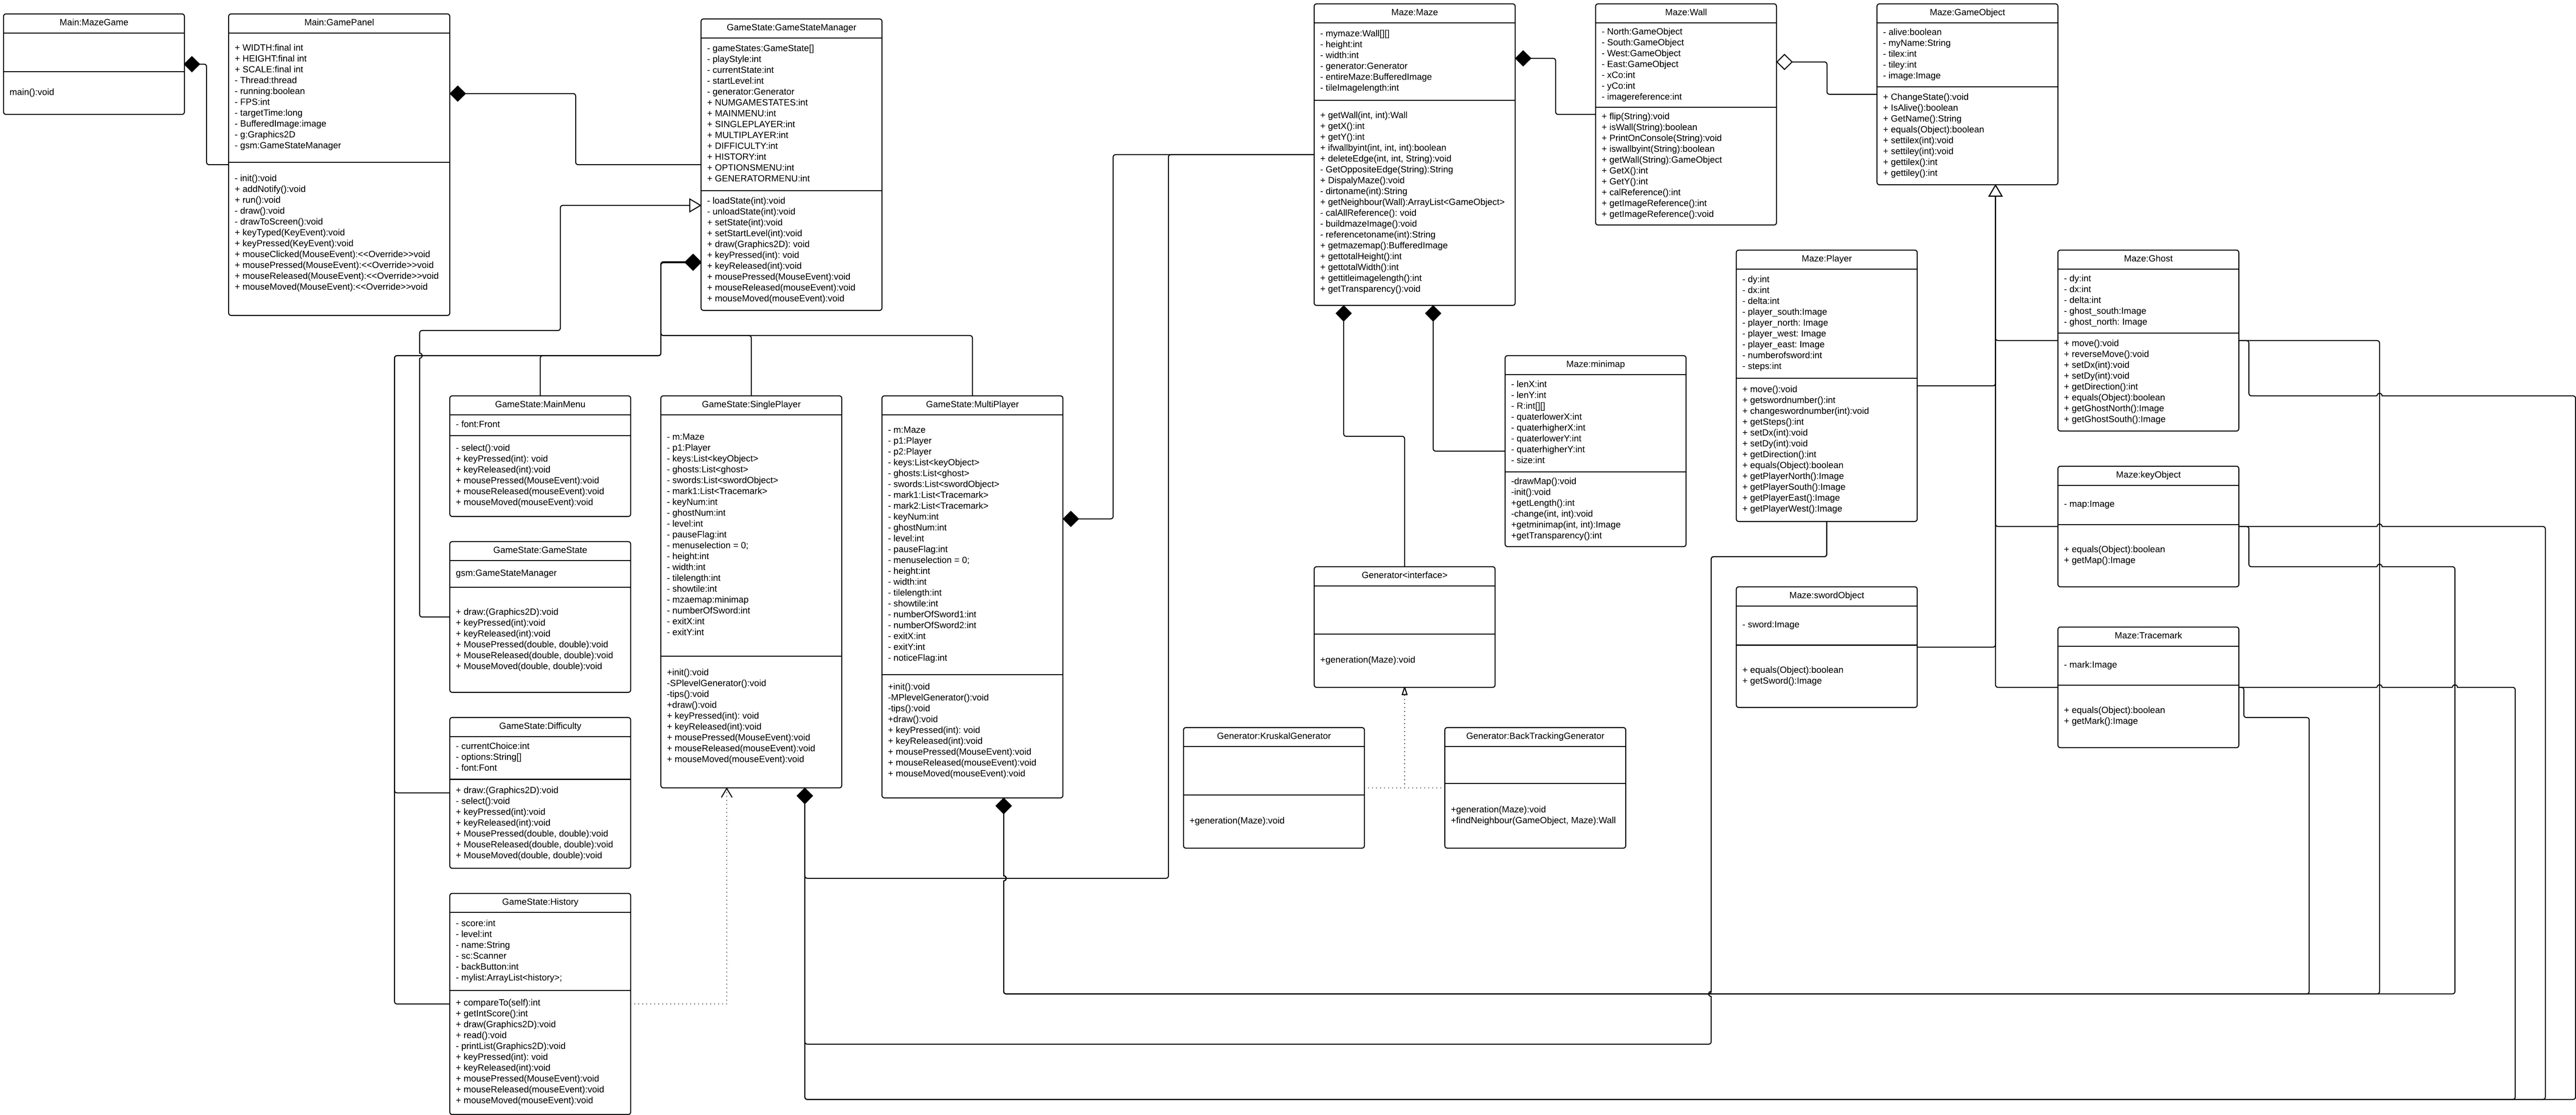 Main:MazeGame
main():void
Main:GamePanel
+ WIDTH:final int
+ HEIGHT:final int
+ SCALE:final int
- Thread:thread
- running:boolean
- FPS:int
- targetTime:long
- BufferedImage:image
- g:Graphics2D
- gsm:GameStateManager
- init():void
+ addNotify():void
+ run():void
- draw():void
- drawToScreen():void
+ keyTyped(KeyEvent):void
+ keyPressed(KeyEvent):void
+ mouseClicked(MouseEvent):<<Override>>void
+ mousePressed(MouseEvent):<<Override>>void
+ mouseReleased(MouseEvent):<<Override>>void
+ mouseMoved(MouseEvent):<<Override>>void
GameState:GameStateManager
- gameStates:GameState[]
- playStyle:int
- currentState:int
- startLevel:int
- generator:Generator
+ NUMGAMESTATES:int
+ MAINMENU:int
+ SINGLEPLAYER:int
+ MULTIPLAYER:int
+ DIFFICULTY:int
+ HISTORY:int
+ OPTIONSMENU:int
+ GENERATORMENU:int
- loadState(int):void
- unloadState(int):void
+ setState(int):void
+ setStartLevel(int):void
+ draw(Graphics2D): void
+ keyPressed(int): void
+ keyReleased(int):void
+ mousePressed(MouseEvent):void
+ mouseReleased(mouseEvent):void
+ mouseMoved(mouseEvent):void
GameState:MainMenu
- font:Front
- select():void
+ keyPressed(int): void
+ keyReleased(int):void
+ mousePressed(MouseEvent):void
+ mouseReleased(mouseEvent):void
+ mouseMoved(mouseEvent):void
GameState:GameState
gsm:GameStateManager
+ draw:(Graphics2D):void
+ keyPressed(int):void
+ keyReleased(int):void
+ MousePressed(double, double):void
+ MouseReleased(double, double):void
+ MouseMoved(double, double):void
GameState:Difficulty
- currentChoice:int
- options:String[]
- font:Font
+ draw:(Graphics2D):void
- select():void
+ keyPressed(int):void
+ keyReleased(int):void
+ MousePressed(double, double):void
+ MouseReleased(double, double):void
+ MouseMoved(double, double):void
GameState:History
- score:int
- level:int
- name:String
- sc:Scanner
- backButton:int
- mylist:ArrayList<history>;
+ compareTo(self):int
+ getIntScore():int
+ draw(Graphics2D):void
+ read():void
- printList(Graphics2D):void
+ keyPressed(int): void
+ keyReleased(int):void
+ mousePressed(MouseEvent):void
+ mouseReleased(mouseEvent):void
+ mouseMoved(mouseEvent):void
GameState:SinglePlayer
- m:Maze
- p1:Player
- keys:List<keyObject>
- ghosts:List<ghost>
- swords:List<swordObject>
- mark1:List<Tracemark>
- keyNum:int
- ghostNum:int
- level:int
- pauseFlag:int
- menuselection = 0;
- height:int
- width:int
- tilelength:int
- showtile:int
- mzaemap:minimap
- numberOfSword:int
- exitX:int
- exitY:int
+init():void
-SPlevelGenerator():void
-tips():void
+draw():void
+ keyPressed(int): void
+ keyReleased(int):void
+ mousePressed(MouseEvent):void
+ mouseReleased(mouseEvent):void
+ mouseMoved(mouseEvent):void
GameState:MultiPlayer
- m:Maze
- p1:Player
- p2:Player
- keys:List<keyObject>
- ghosts:List<ghost>
- swords:List<swordObject>
- mark1:List<Tracemark>
- mark2:List<Tracemark>
- keyNum:int
- ghostNum:int
- level:int
- pauseFlag:int
- menuselection = 0;
- height:int
- width:int
- tilelength:int
- showtile:int
- numberOfSword1:int
- numberOfSword2:int
- exitX:int
- exitY:int
- noticeFlag:int
+init():void
-MPlevelGenerator():void
-tips():void
+draw():void
+ keyPressed(int): void
+ keyReleased(int):void
+ mousePressed(MouseEvent):void
+ mouseReleased(mouseEvent):void
+ mouseMoved(mouseEvent):void
Maze:Maze
- mymaze:Wall[][]
- height:int
- width:int
- generator:Generator
- entireMaze:BufferedImage
- tileImagelength:int
+ getWall(int, int):Wall
+ getX():int
+ getY():int
+ ifwallbyint(int, int, int):boolean
+ deleteEdge(int, int, String):void
- GetOppositeEdge(String):String
+ DispalyMaze():void
- dirtoname(int):String
+ getNeighbour(Wall):ArrayList<GameObject>
- calAllReference(): void
- buildmazeImage():void
- referencetoname(int):String
+ getmazemap():BufferedImage
+ gettotalHeight():int
+ gettotalWidth():int
+ gettitleimagelength():int
+ getTransparency():void
Maze:Wall
- North:GameObject
- South:GameObject
- West:GameObject
- East:GameObject
- xCo:int
- yCo:int
- imagereference:int
+ flip(String):void
+ isWall(String):boolean
+ PrintOnConsole(String):void
+ iswallbyint(String):boolean
+ getWall(String):GameObject
+ GetX():int
+ GetY():int
+ calReference():int
+ getImageReference():int
+ getImageReference():void
Maze:GameObject
- alive:boolean
- myName:String
- tilex:int
- tiley:int
- image:Image
+ ChangeState():void
+ IsAlive():boolean
+ GetName():String
+ equals(Object):boolean
+ settilex(int):void
+ settiley(int):void
+ gettilex():int
+ gettiley():int
Maze:minimap
- lenX:int
- lenY:int
- R:int[][]
- quaterlowerX:int
- quaterhigherX:int
- quaterlowerY:int
- quaterhigherY:int
- size:int
-drawMap():void
-init():void
+getLength():int
-change(int, int):void
+getminimap(int, int):Image
+getTransparency():int
Generator<interface>
+generation(Maze):void
Generator:KruskalGenerator
+generation(Maze):void
Generator:BackTrackingGenerator
+generation(Maze):void
+findNeighbour(GameObject, Maze):Wall
Maze:Player
- dy:int
- dx:int
- delta:int
- player_south:Image
- player_north: Image
- player_west: Image
- player_east: Image
- numberofsword:int
- steps:int
+ move():void
+ getswordnumber():int
+ changeswordnumber(int):void
+ getSteps():int
+ setDx(int):void
+ setDy(int):void
+ getDirection():int
+ equals(Object):boolean
+ getPlayerNorth():Image
+ getPlayerSouth():Image
+ getPlayerEast():Image
+ getPlayerWest():Image
Maze:swordObject
- sword:Image
+ equals(Object):boolean
+ getSword():Image
Maze:Ghost
- dy:int
- dx:int
- delta:int
- ghost_south:Image
- ghost_north: Image
+ move():void
+ reverseMove():void
+ setDx(int):void
+ setDy(int):void
+ getDirection():int
+ equals(Object):boolean
+ getGhostNorth():Image
+ getGhostSouth():Image
Maze:keyObject
- map:Image
+ equals(Object):boolean
+ getMap():Image
Maze:Tracemark
- mark:Image
+ equals(Object):boolean
+ getMark():Image